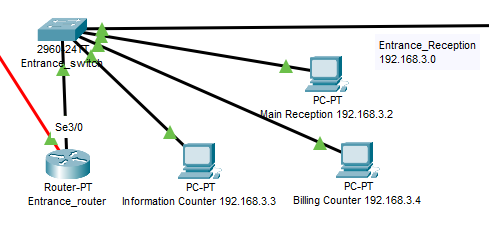 2960-24TT
Entrance_switch
Entrance_Reception
192.168.3.0
PC-PT
Main Reception 192.168.3.2
Se3/0
Router-PT
Entrance_router
PC-PT
Information Counter 192.168.3.3
PC-PT
Billing Counter 192.168.3.4